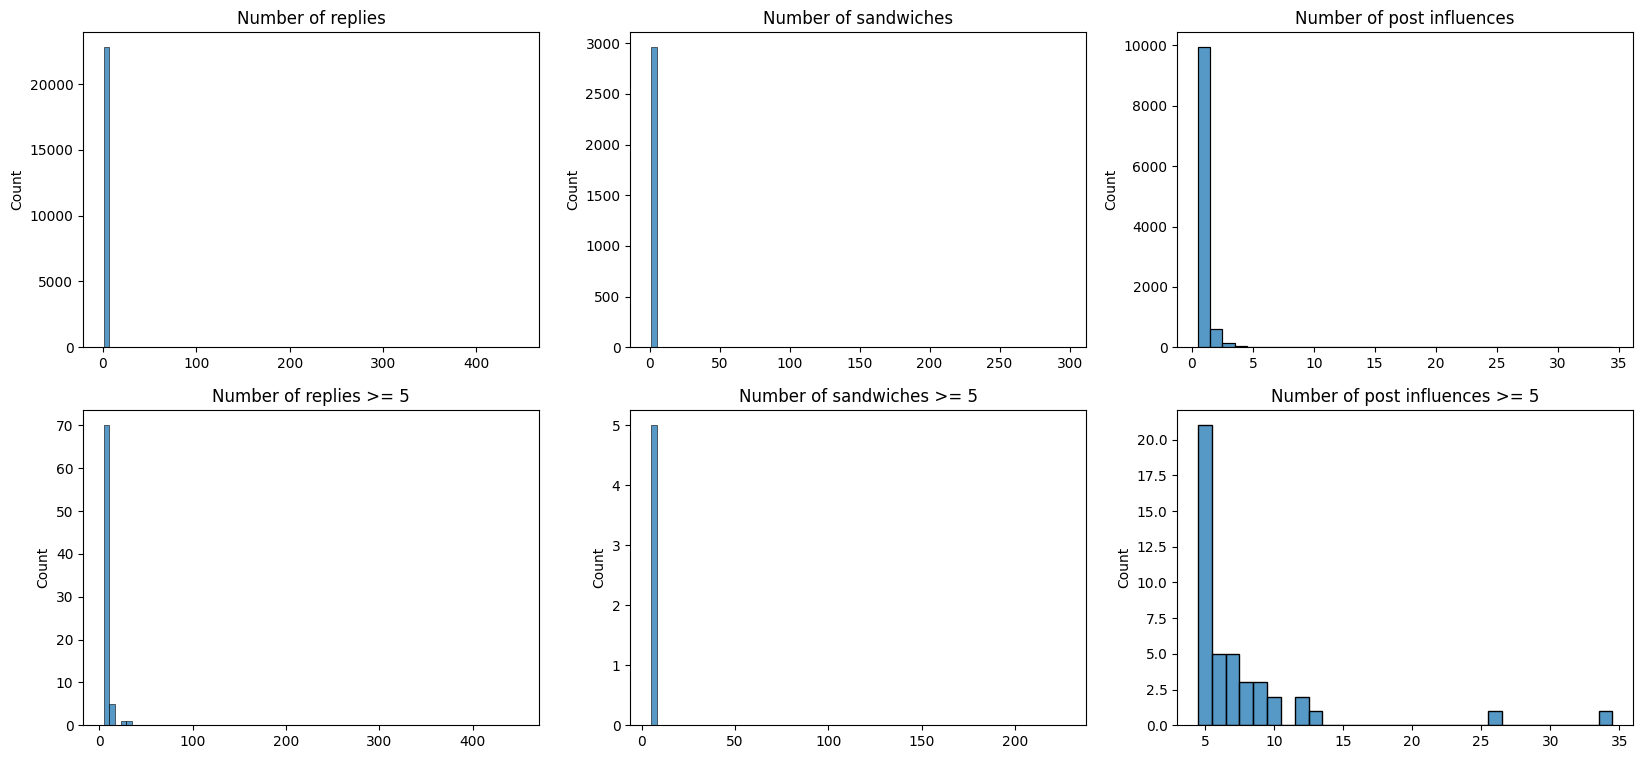 Number of replies
Count
20000
15000
10000
5000
0
0 100 200 300 400
Number of sandwiches
Count
3000
2500
2000
1500
1000
500
0
0 50 100 150 200 250 300
Number of post influences
Count
10000
8000
6000
4000
2000
0
0 5 10 15 20 25 30 35
Number of replies >= 5
Count
70
60
50
40
30
20
10
0
0 100 200 300 400
Number of sandwiches >= 5
Count
5
4
3
2
1
0
0 50 100 150 200
Number of post influences >= 5
Count
20.0
17.5
15.0
12.5
10.0
7.5
5.0
2.5
0.0
5 10 15 20 25 30 35